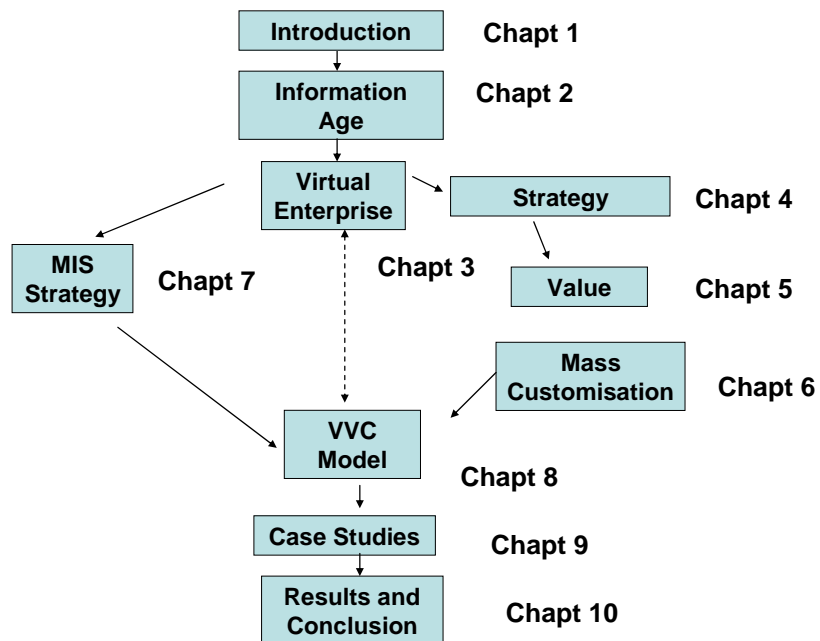 Introduction
Chapt 1
Information
Age
Chapt 2
Virtual
Enterprise
Chapt 3
Strategy
Chapt 4
Value
Chapt 5
Mass
Customisation
Chapt 6
MIS
Strategy
Chapt 7
VVC
Model
Chapt 8
Case Studies
Chapt 9
Results and
Conclusion
Chapt 10